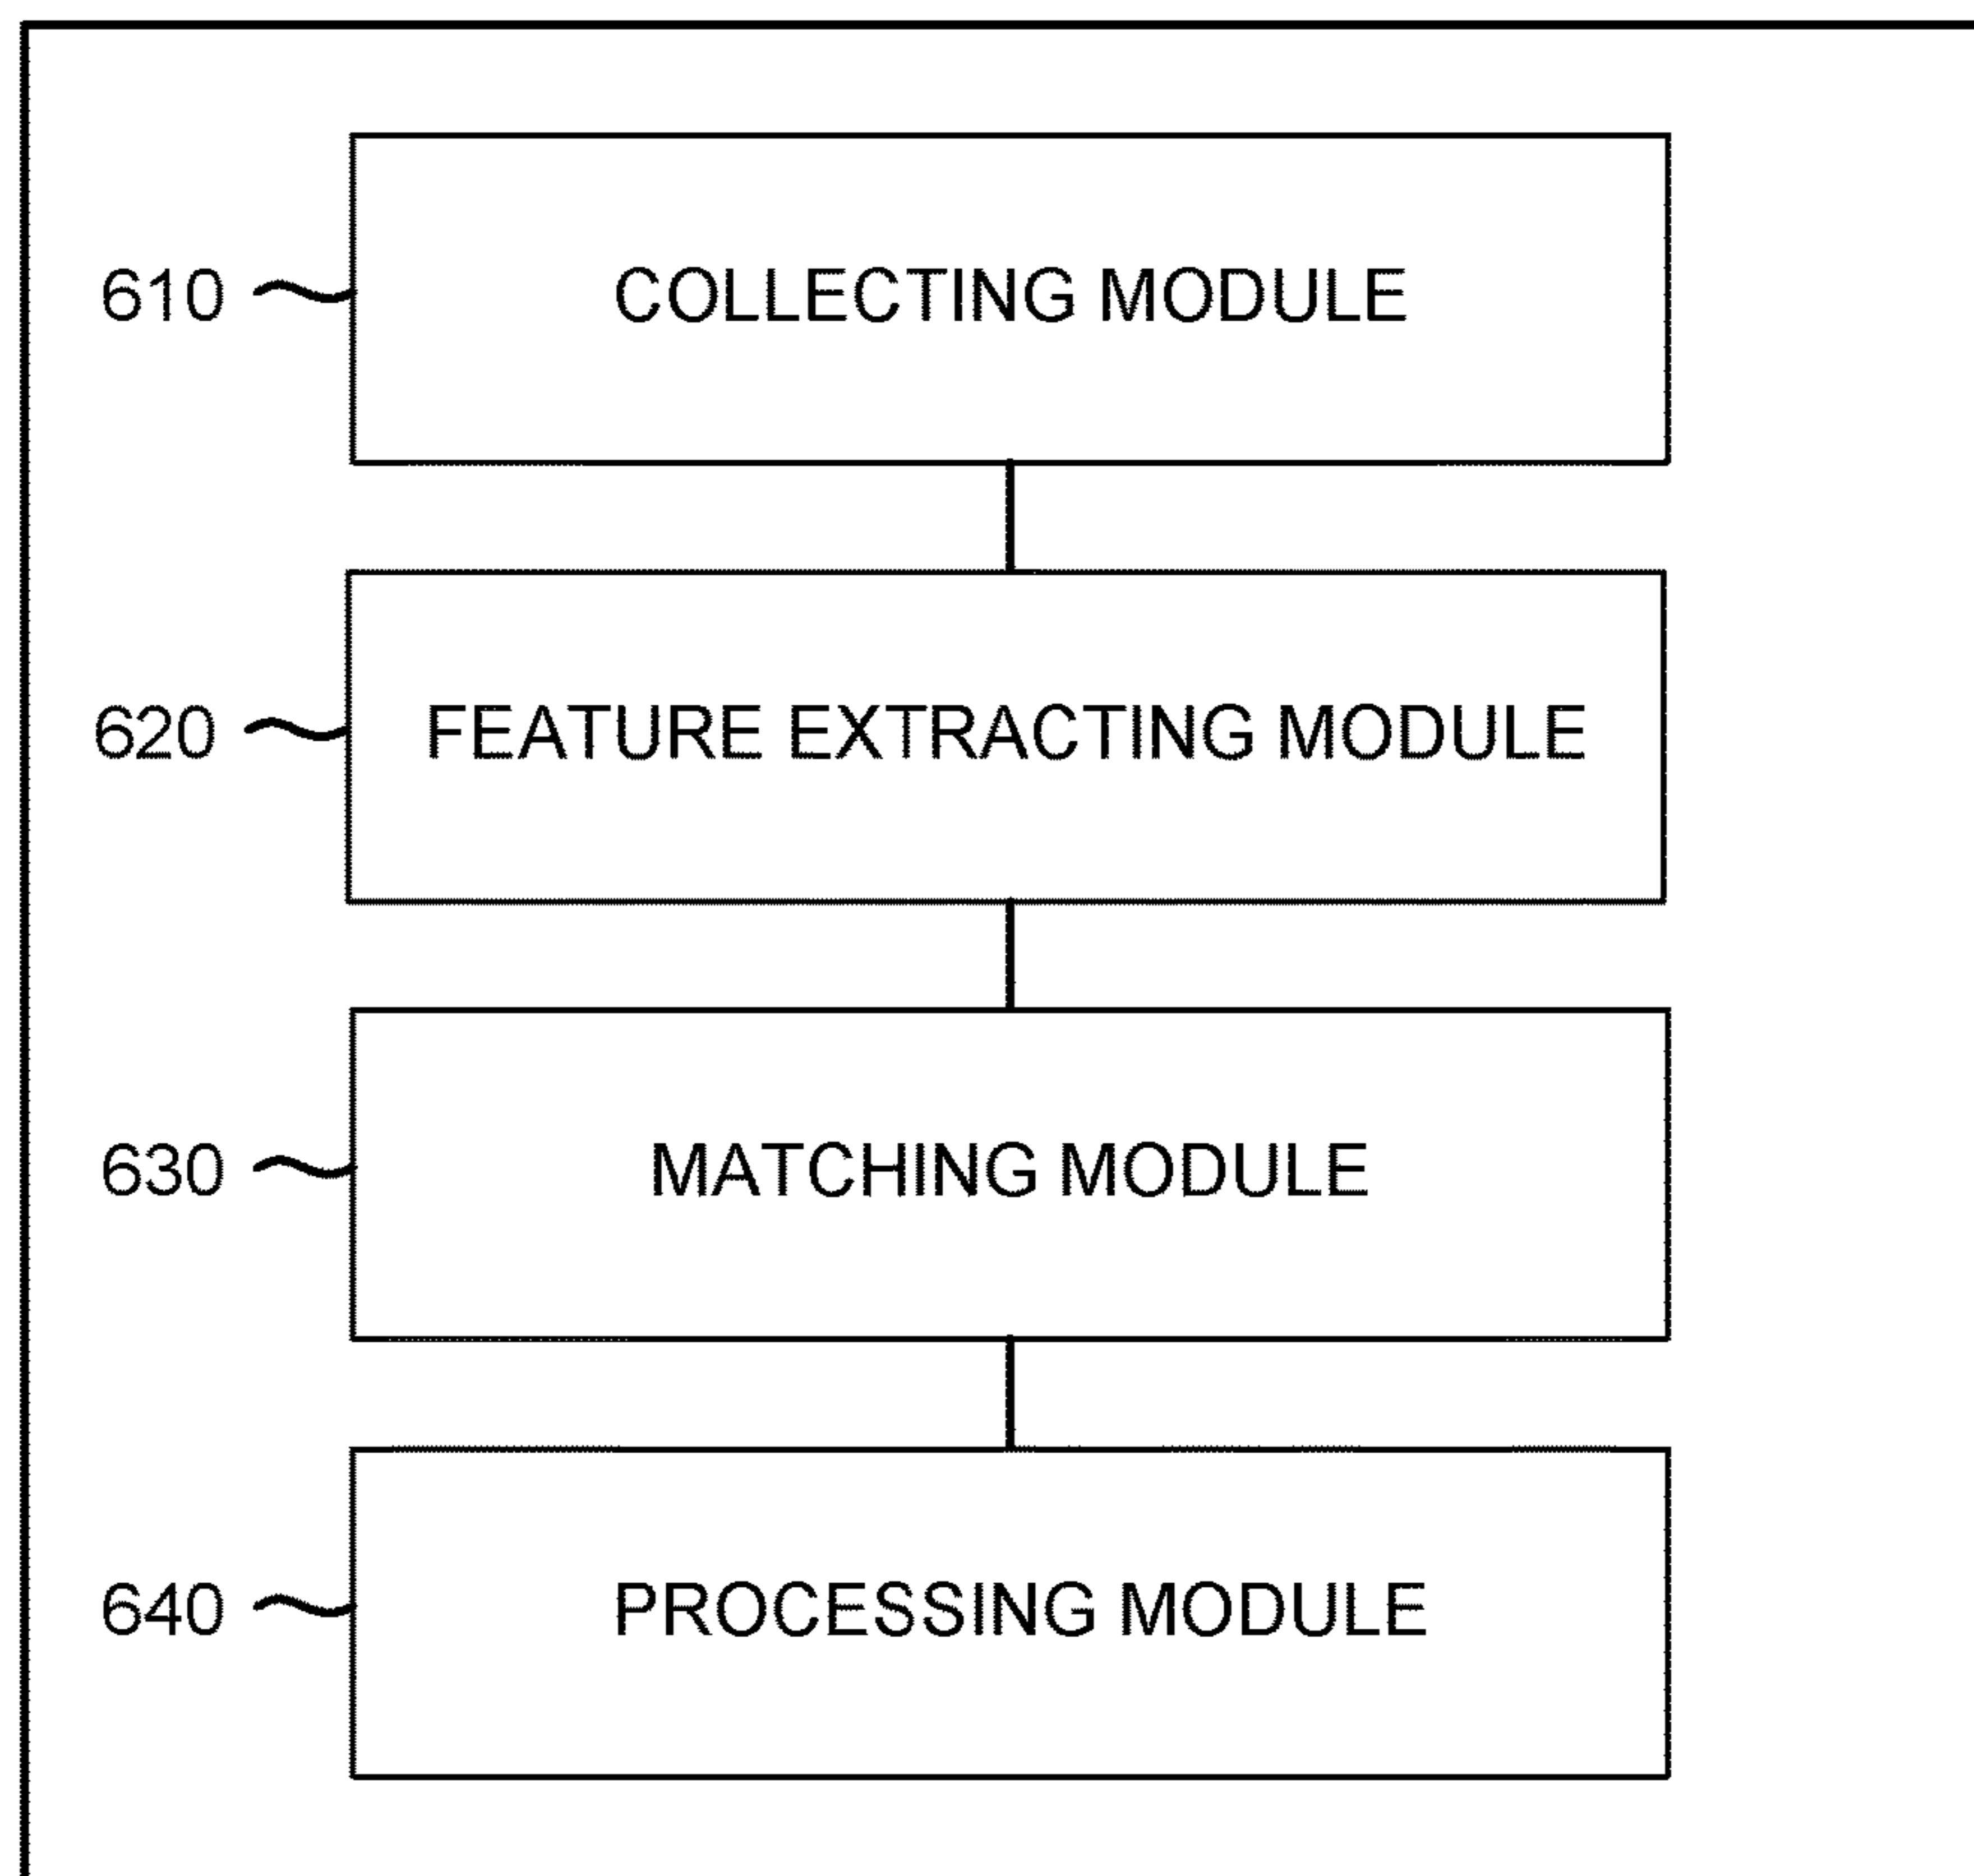 610 COLLECTING MODULE
620 FEATURE EXTRACTING MODULE
630 MATCHING MODULE
640 PROCESSING MODULE